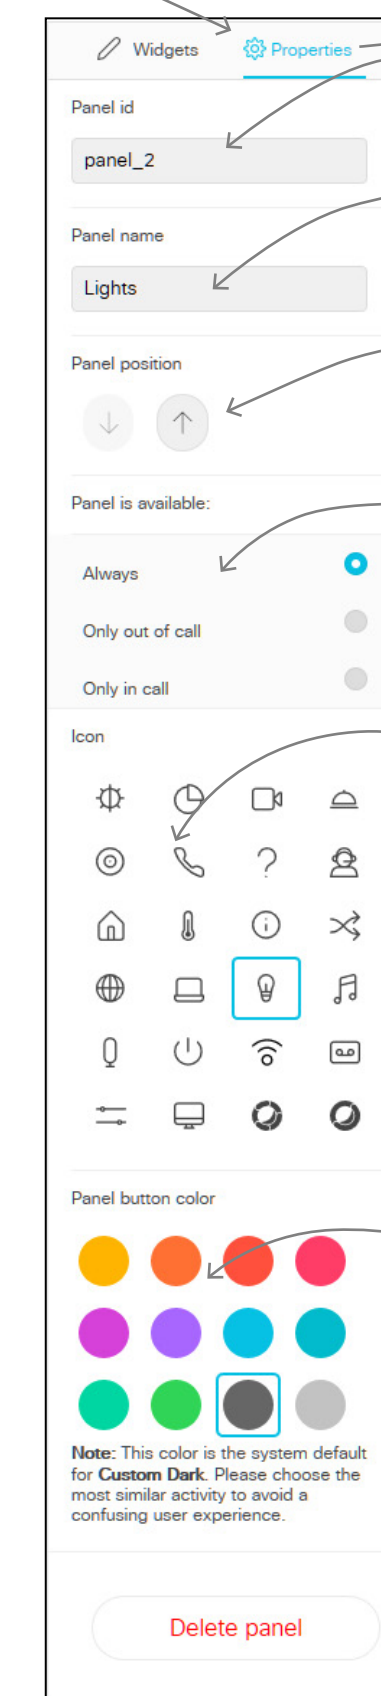 Widgets Properties
Panel id
panel_2
Panel name
Lights
Panel position
Panel is available:
Always
Only out of call
Only in call
Icon
Panel button color
Note: This color is the system default
for Custom Dark. Please choose the
most similar activity to avoid a
confusing user experience.
Delete panel